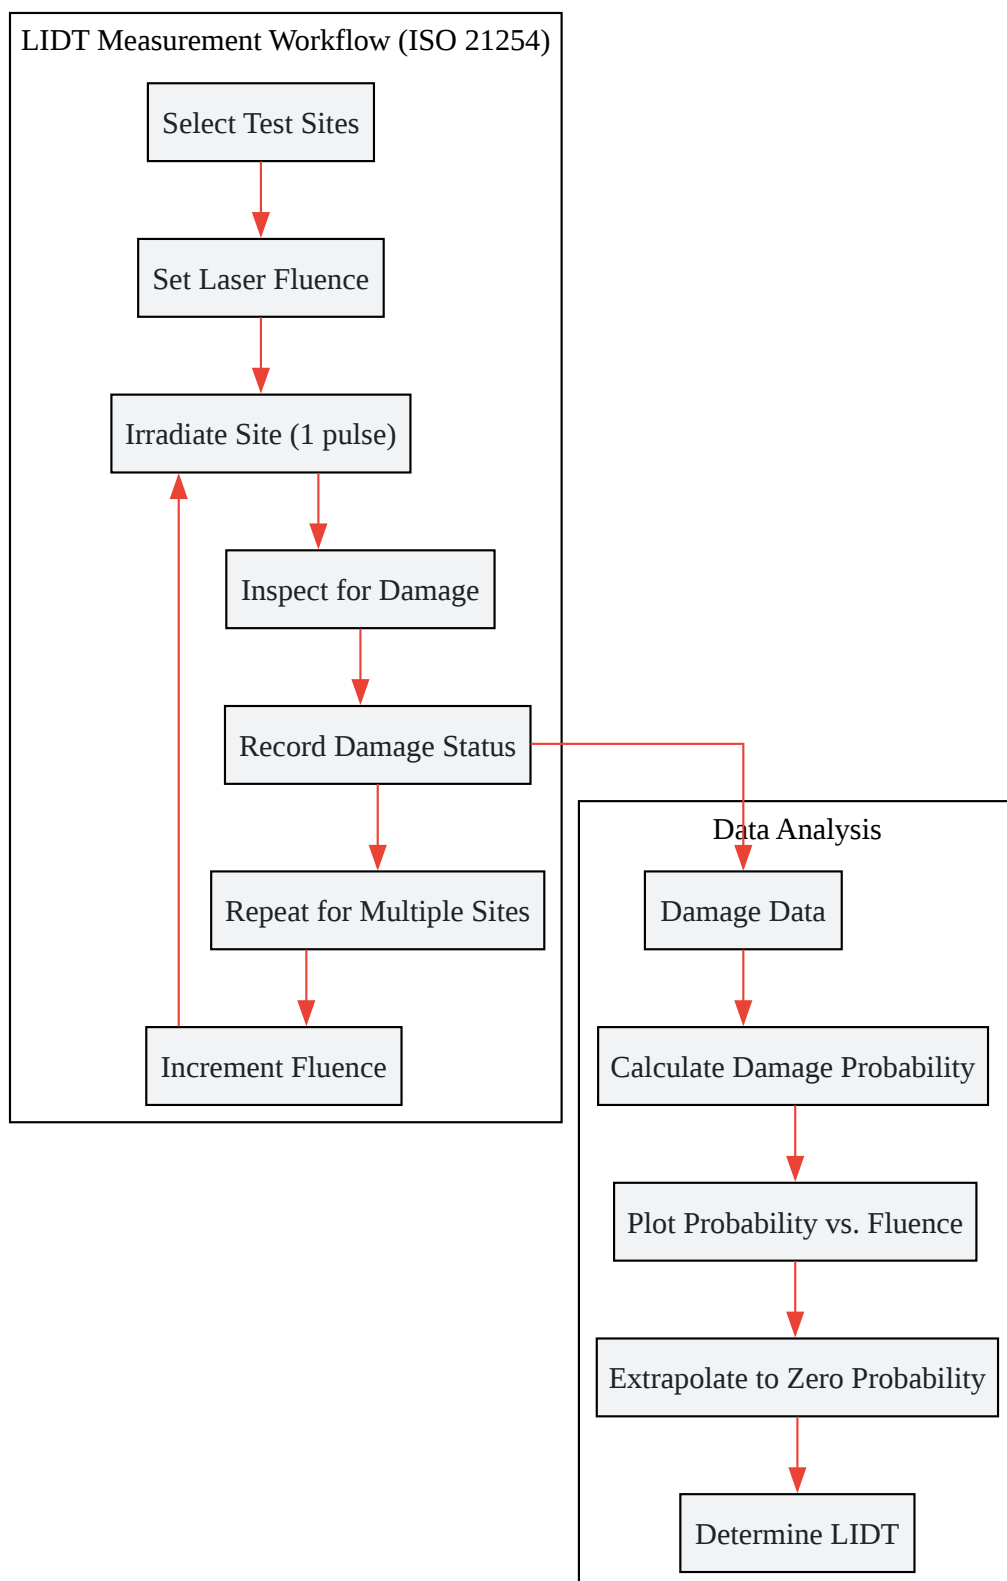 LIDT Measurement Workflow (ISO 21254)
Select Test Sites
Set Laser Fluence
Irradiate Site (1 pulse)
Inspect for Damage
Record Damage Status
Repeat for Multiple Sites
Increment Fluence
Data Analysis
Damage Data
Calculate Damage Probability
Plot Probability vs. Fluence
Extrapolate to Zero Probability
Determine LIDT